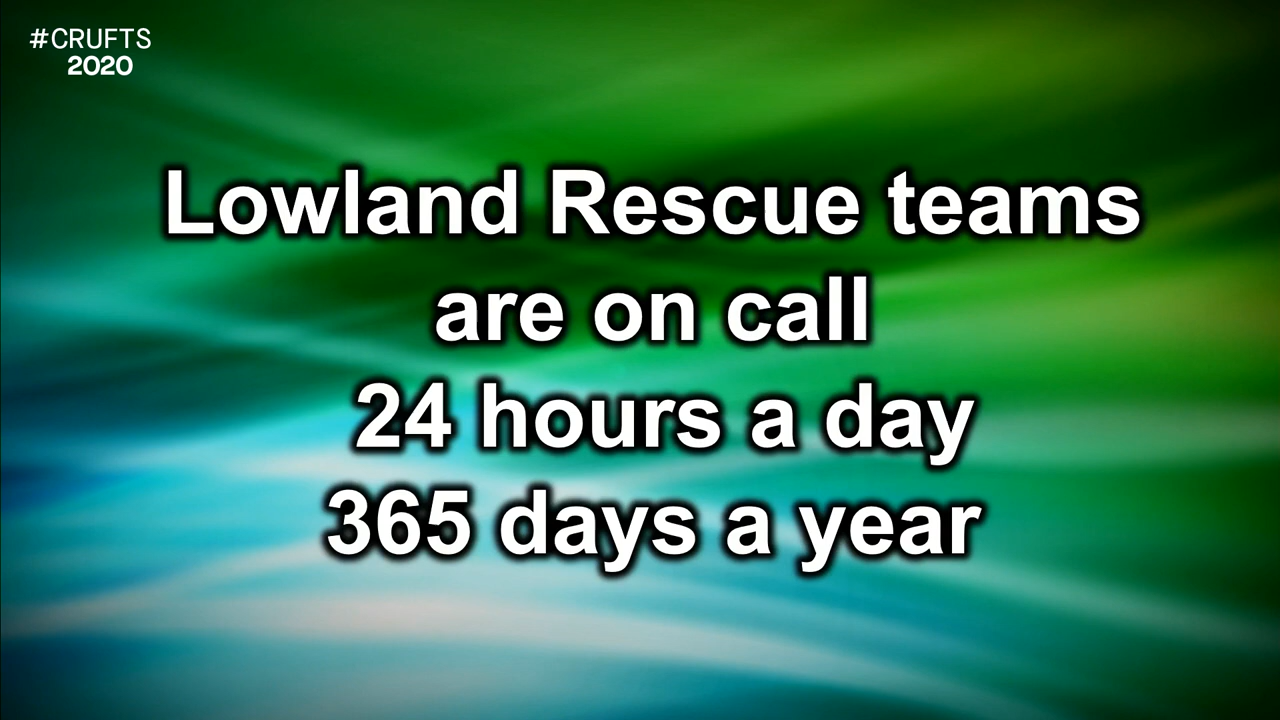 #CRUFTS
2020
Lowland Rescue teams
are on call
24 hours a day
365 days a year